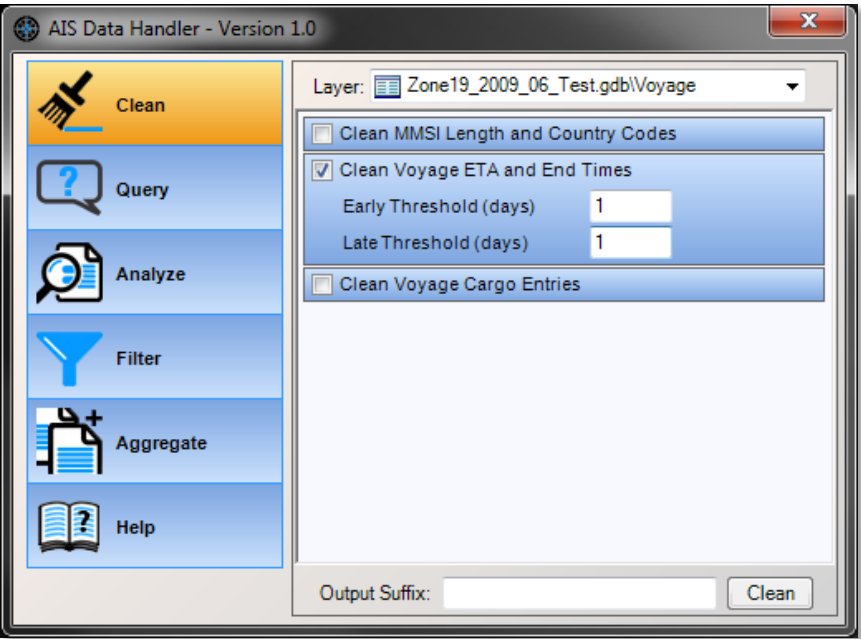 AIS Data Handler - Version 1.0
x
Clean
Query
Analyze
Filter
Aggregate
Help
Layer: Zone19_2009_06_Test.gdb\Voyage
Clean MMSI Length and Country Codes
Clean Voyage ETA and End Times
Early Threshold (days) 1
Late Threshold (days) 1
Clean Voyage Cargo Entries
Output Suffix: Clean